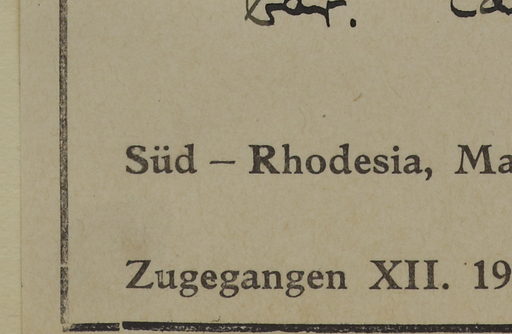 Süd – Rhodesia, Ma
Zugegangen XII. 19